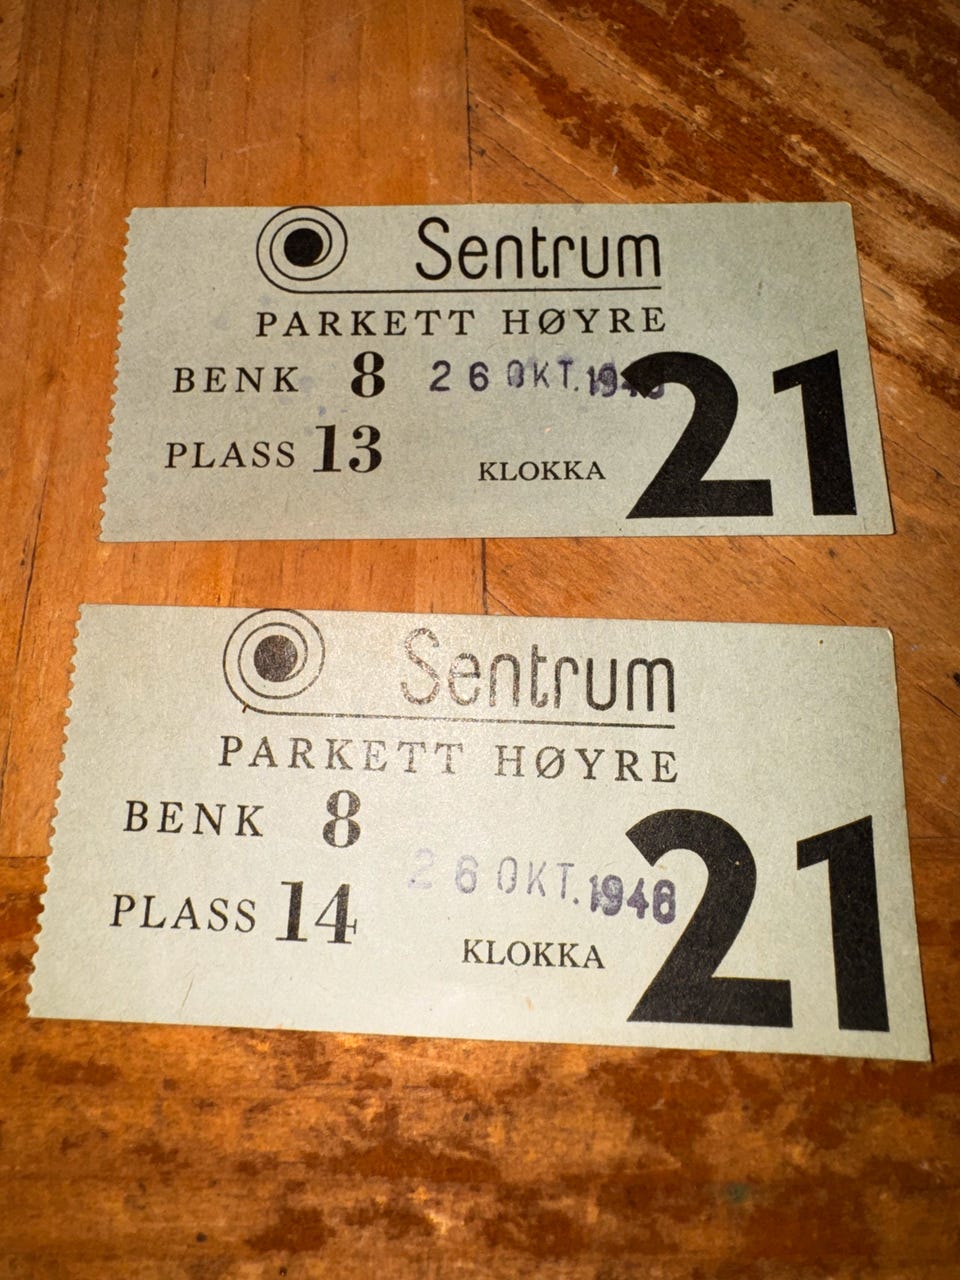 Sentrum
PARKETT HØYRE
BENK 8 26 OKT. 1946
PLASS 13 KLOKKA 21
Sentrum
PARKETT HØYRE
BENK 8 26 OKT. 1946
PLASS 14 KLOKKA 21